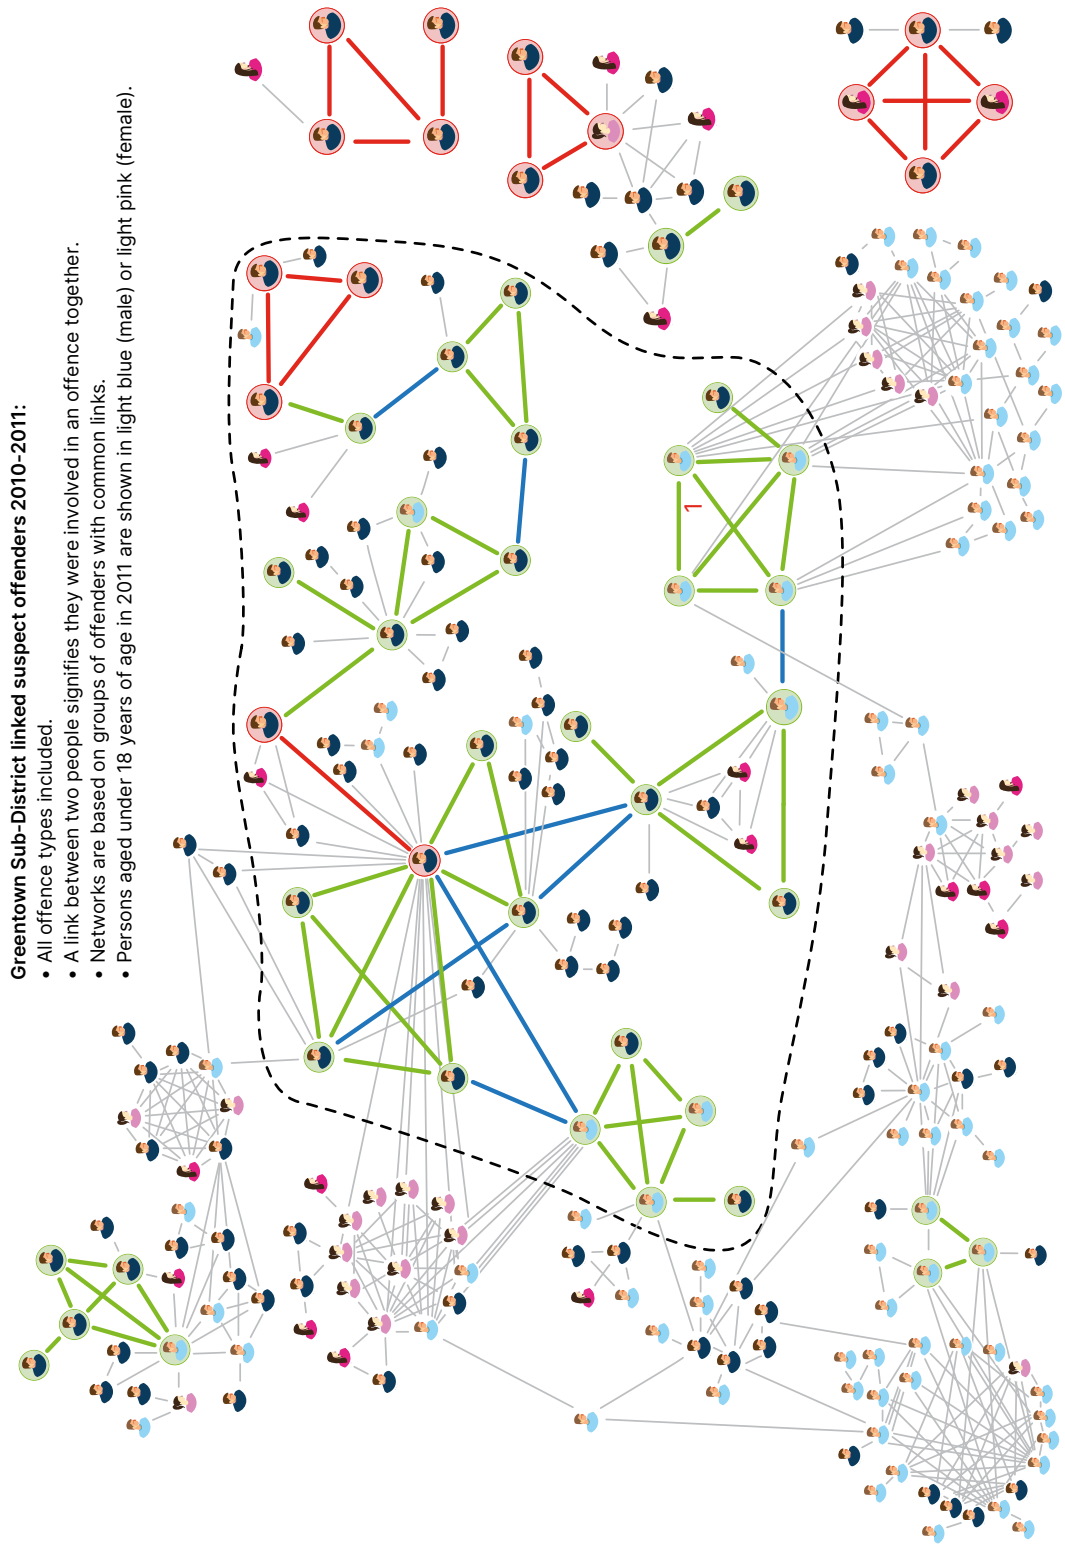 Greentown Sub-District linked suspect offenders 2010-2011:
• All offence types included.
• A link between two people signifies they were involved in an offence together.
• Networks are based on groups of offenders with common links.
• Persons aged under 18 years of age in 2011 are shown in light blue (male) or light pink (female).
1